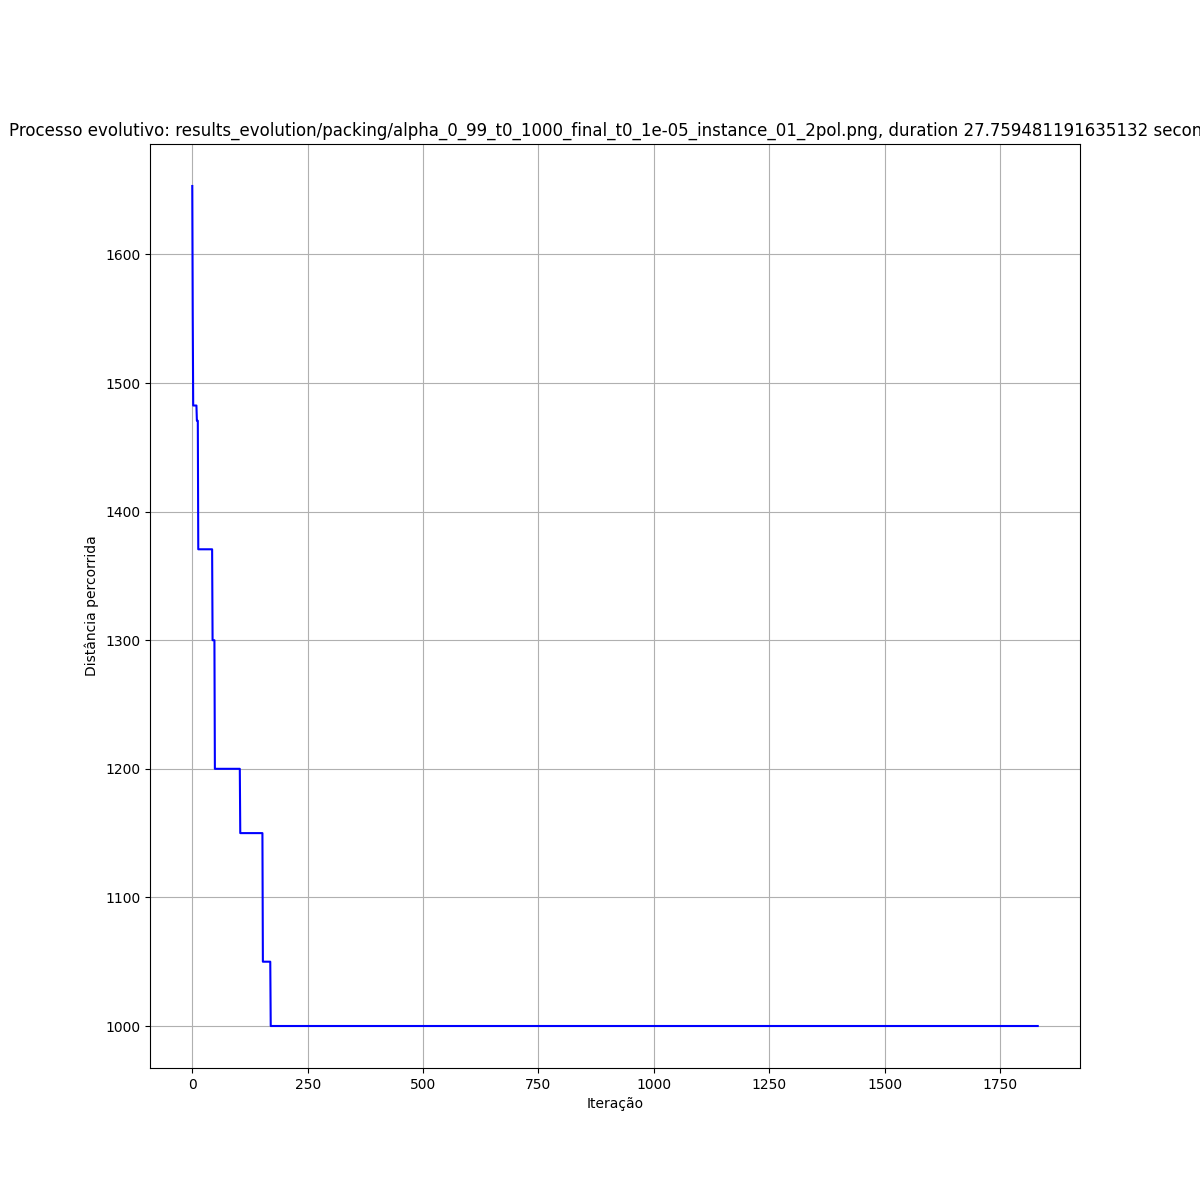 Processo evolutivo: results_evolution/packing/alpha_0_99_t0_1000_final_t0_1e-05_instance_01_2pol.png, duration 27.759481191635132 secon
1600
1500
1400
1300
1200
1100
1000
Distância percorrida
0 250 500 750 1000 1250 1500 1750
Iteração